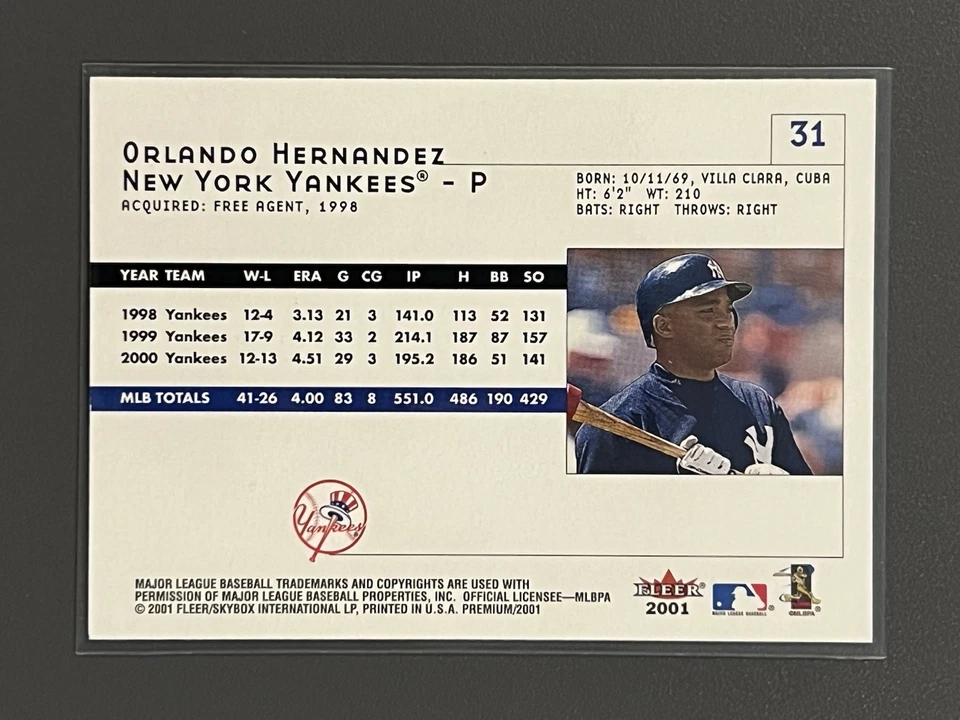 31
ORLANDO HERNANDEZ
NEW YORK YANKEES® - P
ACQUIRED: FREE AGENT, 1998
BORN: 10/11/69, VILLA CLARA, CUBA
HT: 6'2" WT: 210
BATS: RIGHT THROWS: RIGHT
YEAR TEAM W-L ERA G CG IP H BB SO
1998 Yankees 12-4 3.13 21 3 141.0 113 52 131
1999 Yankees 17-9 4.12 33 2 214.1 187 87 157
2000 Yankees 12-13 4.51 29 3 195.2 186 51 141
MLB TOTALS 41-26 4.00 83 8 551.0 486 190 429
NY
NY
Yankees
MAJOR LEAGUE BASEBALL TRADEMARKS AND COPYRIGHTS ARE USED WITH
PERMISSION OF MAJOR LEAGUE BASEBALL PROPERTIES, INC. OFFICIAL LICENSEE—MLBPA
© 2001 FLEER/SKYBOX INTERNATIONAL LP, PRINTED IN U.S.A. PREMIUM/2001
FLEER®
2001
MAJOR LEAGUE BASEBALL®
©MLBPA